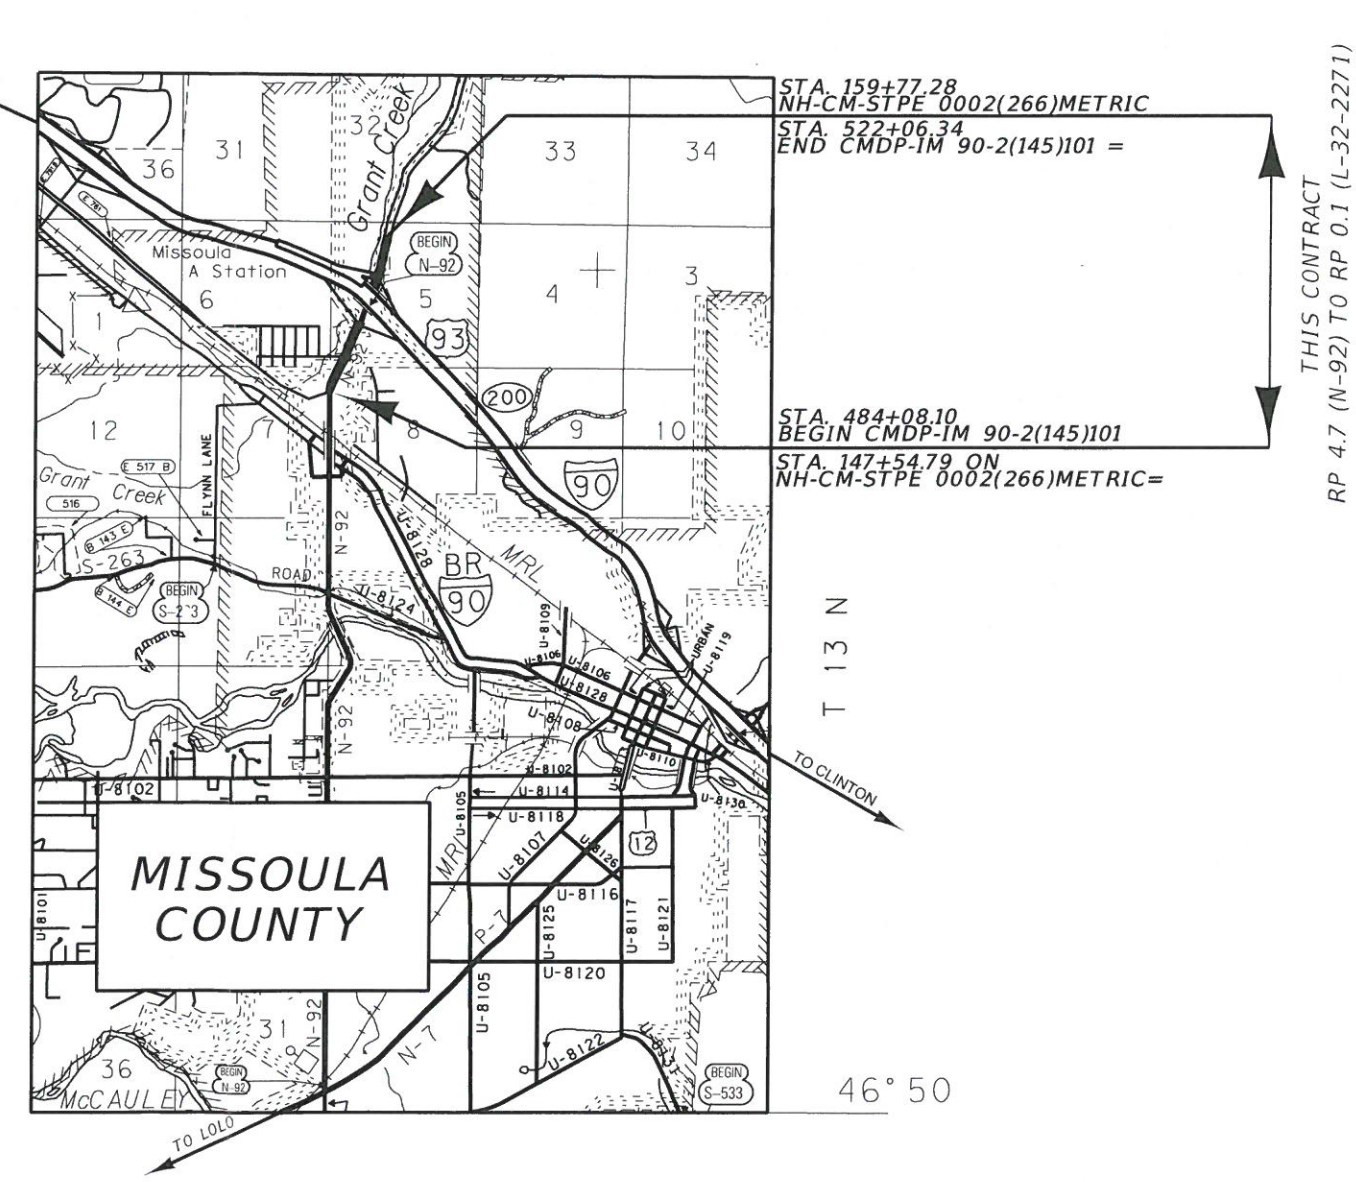 STA. 159+77.28
NH-CM-STPE 0002(266)METRIC
STA. 522+06.34
END CMDP-IM 90-2(145)101 =
THIS CONTRACT
RP 4.7 (N-92) TO RP 0.1 (L-32-2271)
STA. 484+08.10
BEGIN CMDP-IM 90-2(145)101
STA. 147+54.79 ON
NH-CM-STPE 0002(266)METRIC=
Grant Creek
32
31
36
33
34
E 781
BEGIN
N-92
Missoula
A Station
6
5
4
3
1
93
200
12
7
8
9
10
FLYNN LANE
E 517 B
Grant
Creek
516
B 143 E
S-263
B 144 E
BEGIN
ROAD
N-92
U-8128
U-8124
BR
90
90
MRL
U-8109
U-8106
U-8106
U-8128
U-8108
URBAN
U-8119
T 13 N
N-92
U-8102
U-8102
U-8110
U-8114
U-8118
U-8105
TO CLINTON
12
MRL
U-8107
U-8126
U-8116
U-8101
MISSOULA
COUNTY
P-7
U-8125
U-8117
U-8121
U-8120
U-8105
N-92
31
N-7
U-8122
36
McCAULEY
BEGIN
N-92
BEGIN
S-533
46°50
TO LOLO